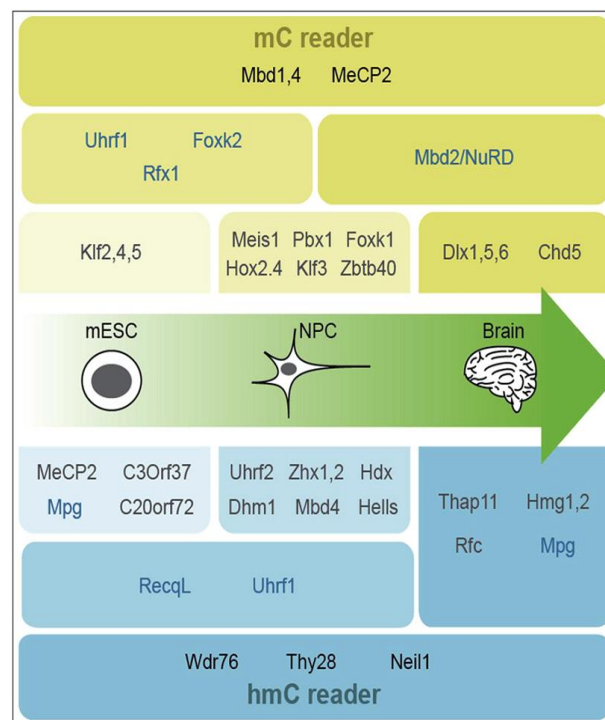 mC reader
Mbd1,4 MeCP2
Uhrf1 Foxk2
Rfx1
Mbd2/NuRD
Klf2,4,5
Meis1 Pbx1 Foxk1
Hox2.4 Klf3 Zbtb40
Dlx1,5,6 Chd5
mESC NPC Brain
MeCP2 C3Orf37
Mpg C20orf72
Uhrf2 Zhx1,2 Hdx
Dhm1 Mbd4 Hells
Thap11 Hmg1,2
Rfc Mpg
RecqL Uhrf1
Wdr76 Thy28 Neil1
hmC reader